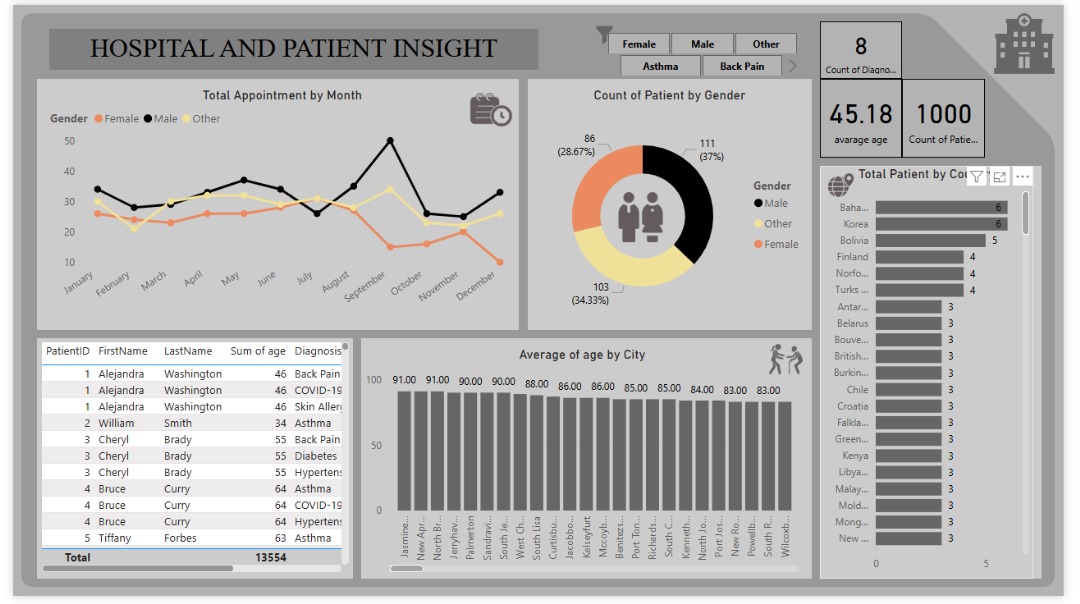 HOSPITAL AND PATIENT INSIGHT
Female Male Other
Asthma Back Pain
8
Count of Diagno...
45.18
avarage age
1000
Count of Patie...
Total Appointment by Month
Gender Female Male Other
50
40
30
20
10
January February March April May June July August September October November December
Count of Patient by Gender
86
(28.67%)
111
(37%)
103
(34.33%)
Gender
Male
Other
Female
Total Patient by
Baha... 6
Korea 6
Bolivia 5
Finland 4
Norfo... 4
Turks ... 4
Antar... 3
Belarus 3
Bouve... 3
British... 3
Burkin... 3
Chile 3
Croatia 3
Falkla... 3
Green... 3
Kenya 3
Libya... 3
Malay... 3
Mold... 3
Mong... 3
New ... 3
0 5
PatientID FirstName LastName Sum of age Diagnosis
1 Alejandra Washington 46 Back Pain
1 Alejandra Washington 46 COVID-19
1 Alejandra Washington 46 Skin Allerg
2 William Smith 34 Asthma
3 Cheryl Brady 55 Back Pain
3 Cheryl Brady 55 Diabetes
3 Cheryl Brady 55 Hypertens
4 Bruce Curry 64 Asthma
4 Bruce Curry 64 COVID-19
4 Bruce Curry 64 Hypertens
5 Tiffany Forbes 63 Asthma
Total 13554
Average of age by City
100
50
0
91.00 91.00 90.00 90.00 88.00 86.00 86.00 85.00 85.00 84.00 83.00 83.00
Jasmine... New Apr... North Br... Jerryhav... Palmerton Sandravi... South Je... West Ch... South Lisa Curtisbu... Jacobbo... Kelseyfurt Mccoyb... Benitezs... Port Ton... Richards... South C... Kenneth... North Jo... Port Jos... New Ro... Powellb... South R... Wilcoxb...